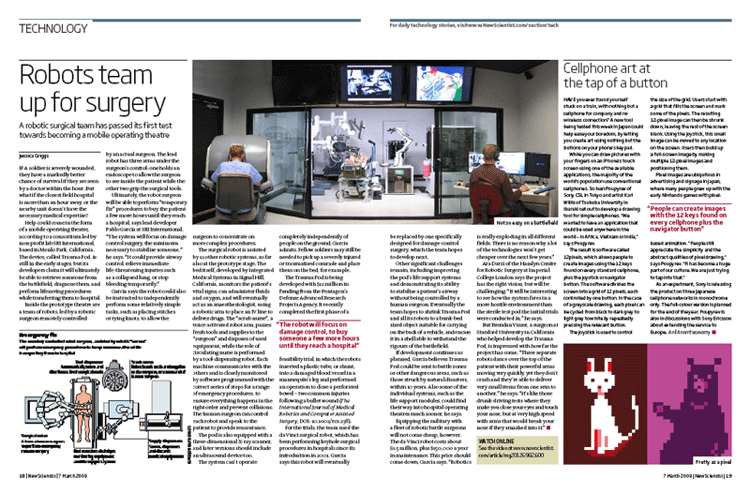 TECHNOLOGY
For daily technology stories, visit www.NewScientist.com/section/tech
Robots team
up for surgery
A robotic surgical team has passed its first test
towards becoming a mobile operating theatre
Jessica Griggs
IF A soldier is severely wounded,
they have a markedly better
chance of survival if they are seen
by a doctor within the hour. But
what if the closest field hospital
is more than an hour away, or the
nearby unit doesn't have the
necessary medical expertise?
Help could come in the form
of a mobile operating theatre,
according to a consortium led by
non-profit lab SRI International,
based in Menlo Park, California.
The device, called Trauma Pod, is
still in the early stages, but its
developers claim it will ultimately
be able to retrieve someone from
the battlefield, diagnose them, and
perform lifesaving procedures
while transferring them to hospital.
Inside the prototype theatre are
a team of robots, led by a robotic
surgeon remotely controlled
by an actual surgeon. The lead
robot has three arms under the
surgeon's control: one holds an
endoscope to allow the surgeon
to see inside the patient while the
other two grip the surgical tools.
Ultimately the robot surgeon
will be able to perform "temporary
fix" procedures to buy the patient
a few more hours until they reach
hospital, says lead developer
Pablo Garcia at SRI International.
"The system will focus on damage
control surgery, the minimum
necessary to stabilise someone,"
he says. "It could provide airway
control, relieve immediate
life-threatening injuries such
as a collapsed lung, or stop
bleeding temporarily."
Garcia says the robot could also
be instructed to independently
perform some relatively simple
tasks, such as placing stitches
or tying knots, to allow the
Not so easy on a battlefield
surgeon to concentrate on
more complex procedures.
The surgical robot is assisted
by 12 other robotic systems, so far
also at the prototype stage. The
bed itself, developed by Integrated
Medical Systems in Signal Hill,
California, monitors the patient's
vital signs, can administer fluids
and oxygen, and will eventually
act as an anaesthetologist, using
a robotic arm to place an IV line to
deliver drugs. The "scrub nurse", a
voice-activated robot arm, passes
fresh tools and supplies to the
"surgeon" and disposes of used
equipment, while the role of
circulating nurse is performed
by a tool-dispensing robot. Each
machine communicates with the
others and is closely monitored
by software programmed with the
correct series of steps for a range
of emergency procedures, to
ensure everything happens in the
right order and prevent collisions.
The human surgeon can control
each robot and speak to the
patient to provide reassurance.
The pod is also equipped with a
three-dimensional X-ray scanner,
and later versions should include
an ultrasound device too.
The system can't operate
completely independently of
people on the ground, Garcia
admits. Fellow soldiers may still be
needed to pick up a severely injured
or traumatised comrade and place
them on the bed, for example.
The Trauma Pod is being
developed with $12 million in
funding from the Pentagon's
Defense Advanced Research
Projects Agency. It recently
completed the first phase of a
"The robot will focus on
damage control, to buy
someone a few more hours
until they reach a hospital"
feasibility trial, in which the robots
inserted a plastic tube, or shunt,
into a damaged blood vessel in a
mannequin's leg and performed
an operation to close a perforated
bowel – two common injuries
following a bullet wound (The
International Journal of Medical
Robotics and Computer Assisted
Surgery, DOI: 10.1002/rcs.238).
For the trials, the team used the
da Vinci surgical robot, which has
been performing keyhole surgical
procedures in hospitals since its
introduction in 2001. Garcia
says this robot will eventually
be replaced by one specifically
designed for damage-control
surgery, which the team hopes
to develop next.
Other significant challenges
remain, including improving
the pod's life support systems and
demonstrating its ability
to stabilise a patient's airway
without being controlled by a
human surgeon. Eventually the
team hopes to shrink Trauma Pod
and all its robots to a trunk-bed
sized object suitable for carrying
on the back of a vehicle, and encase
it in a shell able to withstand the
rigours of the battlefield.
If development continues as
planned, Garcia believes Trauma
Pod could be sent to battle zones
or other dangerous areas, such as
those struck by natural disasters,
within 10 years. Also some of the
individual systems, such as the
life support modules, could find
their way into hospital operating
theatres much sooner, he says.
Equipping the military with
a fleet of robotic battle surgeons
will not come cheap, however.
The da Vinci robot costs about
$1.5 million, plus $150,000 a year
in maintenance. This price should
come down, Garcia says. "Robotics
is really exploding in all different
fields. There is no reason why a lot
of the technologies won't get
cheaper over the next few years."
at the Hamlyn Centre
for Robotic Surgery at Imperial
College London says the project
has the right vision, but will be
challenging. "It will be interesting
to see how the system fares in a
more hostile environment than
the sterile test pod the initial trials
were conducted in," he says.
But Brendan Visser, a surgeon at
Stanford University in California
who helped develop the Trauma
Pod, is impressed with how far the
project has come. "Three separate
robots dance over the top of the
patient with their powerful arms
moving very quickly, yet they don't
crash and they're able to deliver
very small items from one arm to
another," he says. "It's like those
drunk-driving tests where they
make you close your eyes and touch
your nose, but at very high speed
with arms that would break your
nose if they smashed into it."
WATCH ONLINE
See the video at www.newscientist.
com/article/mg20126982.600
Emergency Pod
Cellphone art at
the tap of a button
HAVE you ever found yourself
stuck on a train, with nothing but a
cellphone for company and no
wireless connection? A new tool
being tested this week in Japan could
help ease your boredom, by letting
you create art using nothing but the
buttons on your phone's keypad.
While you can draw pictures with
your finger on an iPhone's touch
screen using one of the available
applications, the majority of the
world's population use conventional
cellphones. So Ivan Poupyrev of
Sony CSL in Tokyo and artist Karl
Willis of Tsukuba University in
Ibaraki set out to develop a drawing
tool for simple cellphones. "We
wanted to have an application that
could be used anywhere in the
world – in Africa, Vietnam or India,"
says Poupyrev.
The result is software called
12Pixels, which allows people to
create images using the 12 keys
found on every standard cellphone,
plus the joystick or navigator
button. The software divides the
screen into a grid of 12 pixels, each
controlled by one button. In the case
of a greyscale drawing, each pixel can
be cycled from black to dark grey to
light grey to white by repeatedly
pressing the relevant button.
The joystick is used to control
the size of the grid. Users start with
a grid that fills the screen and mark
some of the pixels. The resulting
12-pixel image can then be shrunk
down, leaving the rest of the screen
blank. Using the joystick, this small
image can be moved to any location
on the screen. Users then build up
a full-screen image by making
multiple 12-pixel images and
positioning them.
Pixel images are ubiquitous in
advertising and signage in Japan,
where many people grew up with the
early Nintendo games with pixel-
"People can create images
with the 12 keys found on
every cellphone plus the
navigator button"
based animation. "People still
appreciate the simplicity and the
abstract qualities of pixel drawing,"
says Poupyrev. "It has become a huge
part of our culture. We are just trying
to tap into that."
As an experiment, Sony is releasing
the product on three Japanese
cellphone networks in monochrome
only. The full-colour version is planned
for the end of the year. Poupyrev is
also in discussions with Sony Ericsson
about extending the service to
Europe.
Pretty as a pixel
18 | NewScientist | 7 March 2009
7 March 2009 | NewScientist | 19